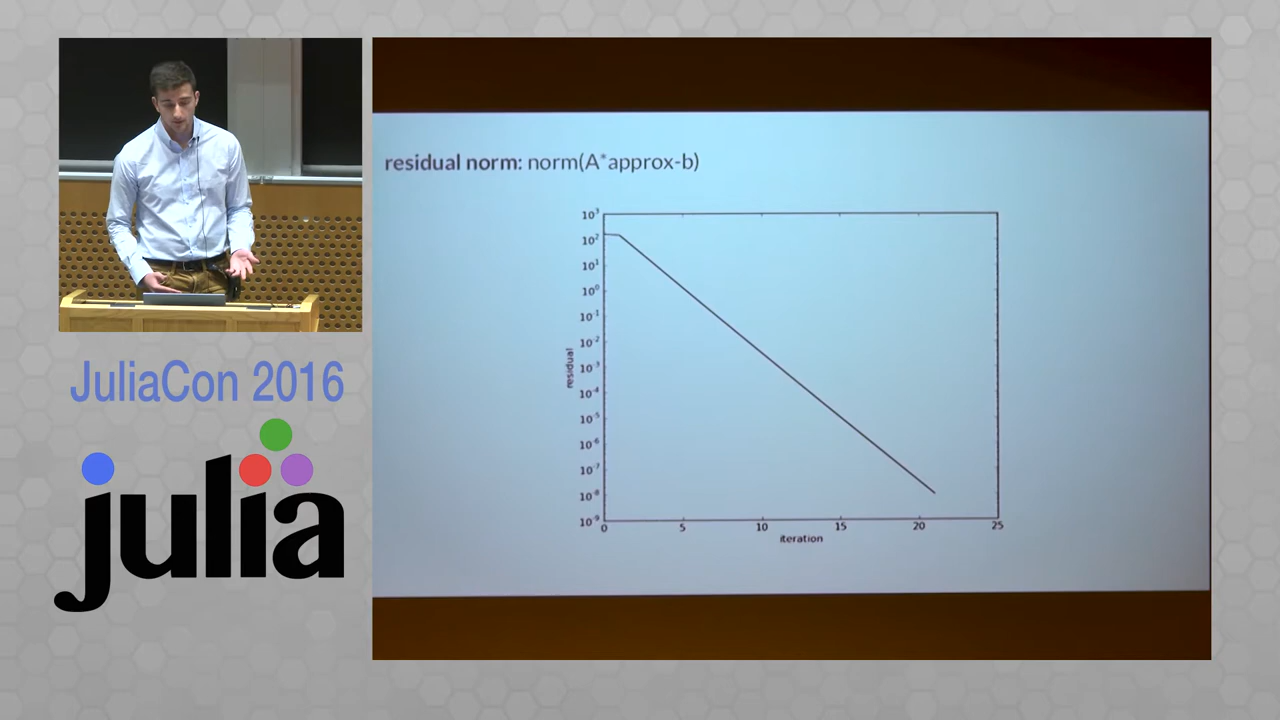 JuliaCon 2016
julia
residual norm: norm(A*approx-b)
10³
10²
10¹
10⁰
10⁻¹
10⁻²
10⁻³
10⁻⁴
10⁻⁵
10⁻⁶
10⁻⁷
10⁻⁸
10⁻⁹
residual
0 5 10 15 20 25
iteration